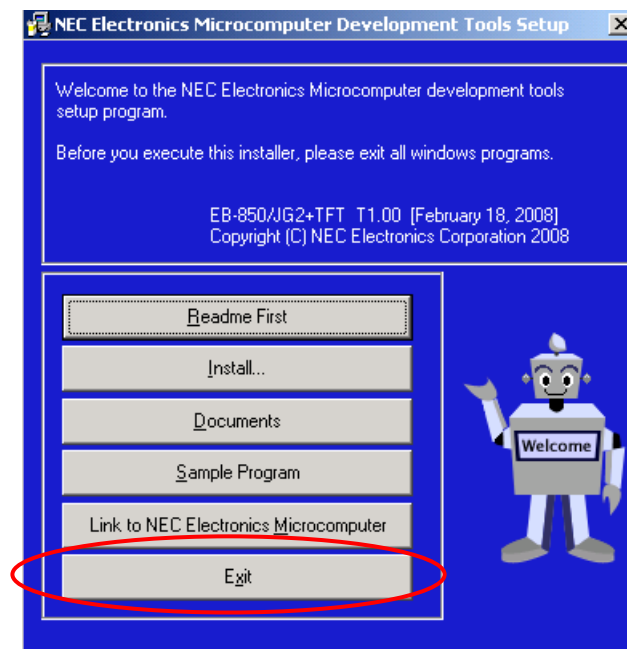 NEC Electronics Microcomputer Development Tools Setup
Welcome to the NEC Electronics Microcomputer development tools
setup program.
Before you execute this installer, please exit all windows programs.
EB-850/JG2+TFT T1.00 [February 18, 2008]
Copyright (C) NEC Electronics Corporation 2008
Readme First
Install...
Documents
Sample Program
Link to NEC Electronics Microcomputer
Exit
Welcome